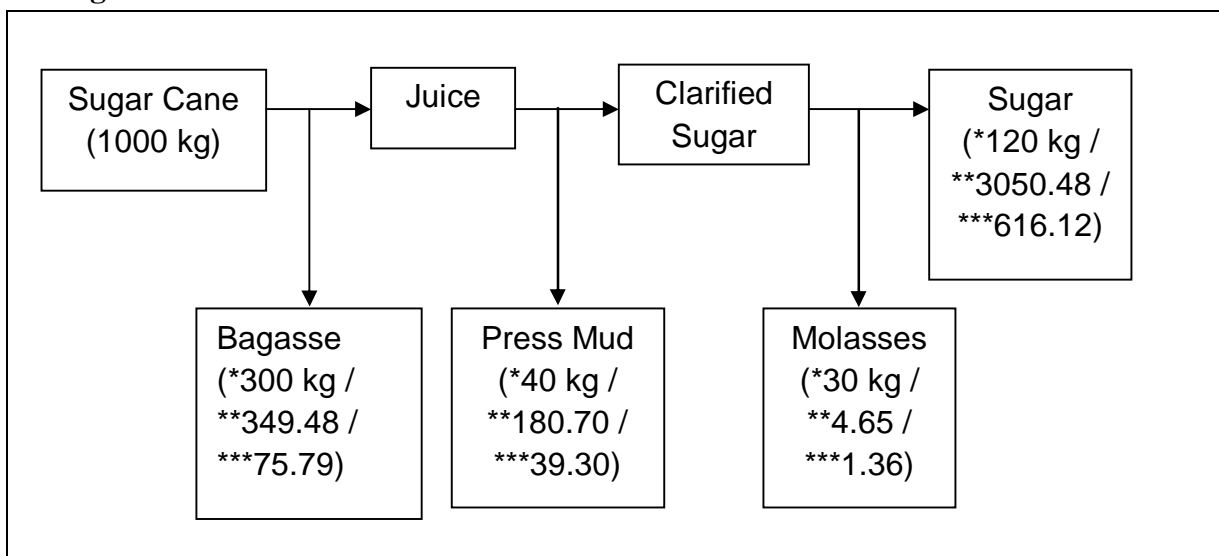 Sugar Cane
(1000 kg)
Juice
Clarified
Sugar
Sugar
(*120 kg /
**3050.48 /
***616.12)
Bagasse
(*300 kg /
**349.48 /
***75.79)
Press Mud
(*40 kg /
**180.70 /
***39.30)
Molasses
(*30 kg /
**4.65 /
***1.36)